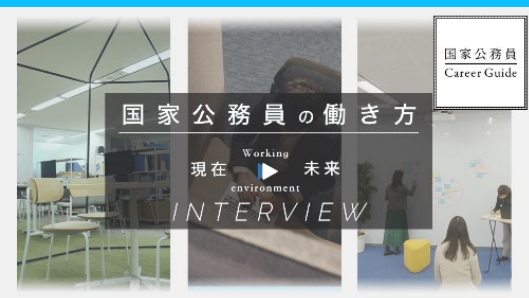 国家公務員
Career Guide
国家公務員の働き方
Working
現在 未来
environment
INTERVIEW